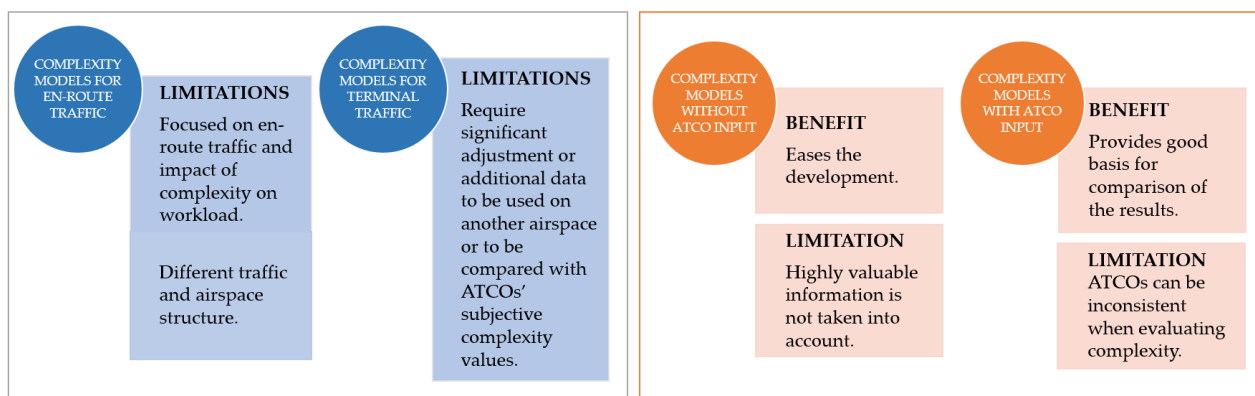 COMPLEXITY
MODELS FOR
EN-ROUTE
TRAFFIC
LIMITATIONS
Focused on en-
route traffic and
impact of
complexity on
workload.
Different traffic
and airspace
structure.
COMPLEXITY
MODELS FOR
TERMINAL
TRAFFIC
LIMITATIONS
Require
significant
adjustment or
additional data
to be used on
another airspace
or to be
compared with
ATCOs’
subjective
complexity
values.
COMPLEXITY
MODELS
WITHOUT
ATCO INPUT
BENEFIT
Eases the
development.
LIMITATION
Highly valuable
information is
not taken into
account.
COMPLEXITY
MODELS
WITH ATCO
INPUT
BENEFIT
Provides good
basis for
comparison of
the results.
LIMITATION
ATCOs can be
inconsistent
when evaluating
complexity.